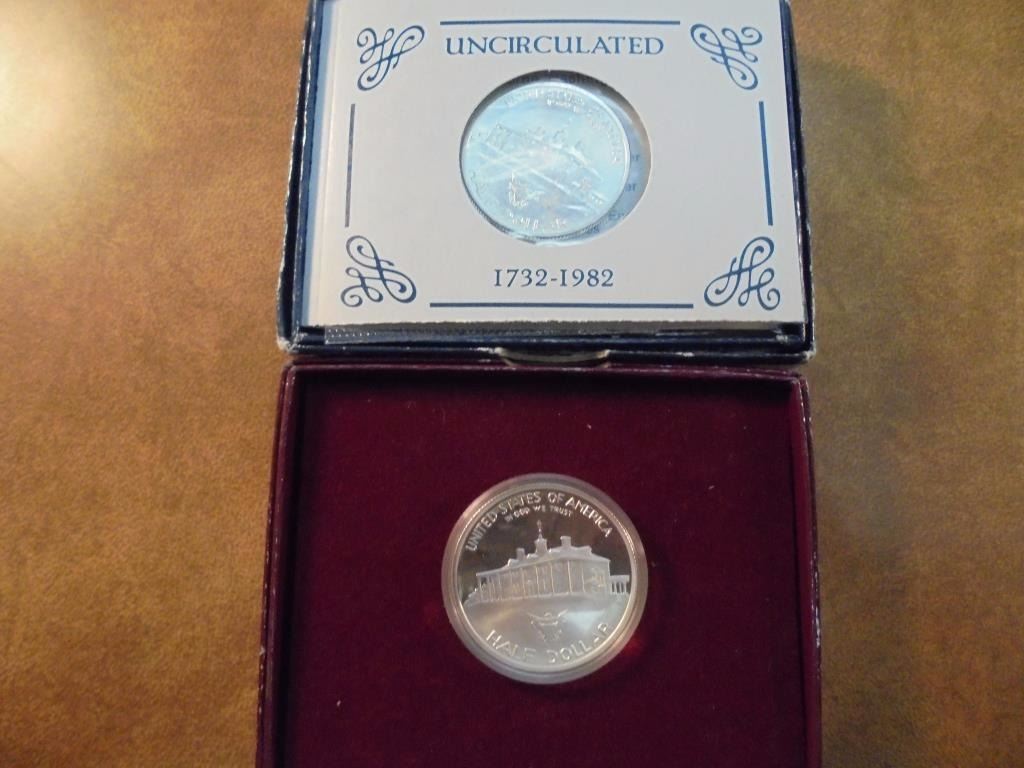 UNCIRCULATED
1732-1982
UNITED STATES OF AMERICA
IN GOD WE TRUST
HALF DOLLAR